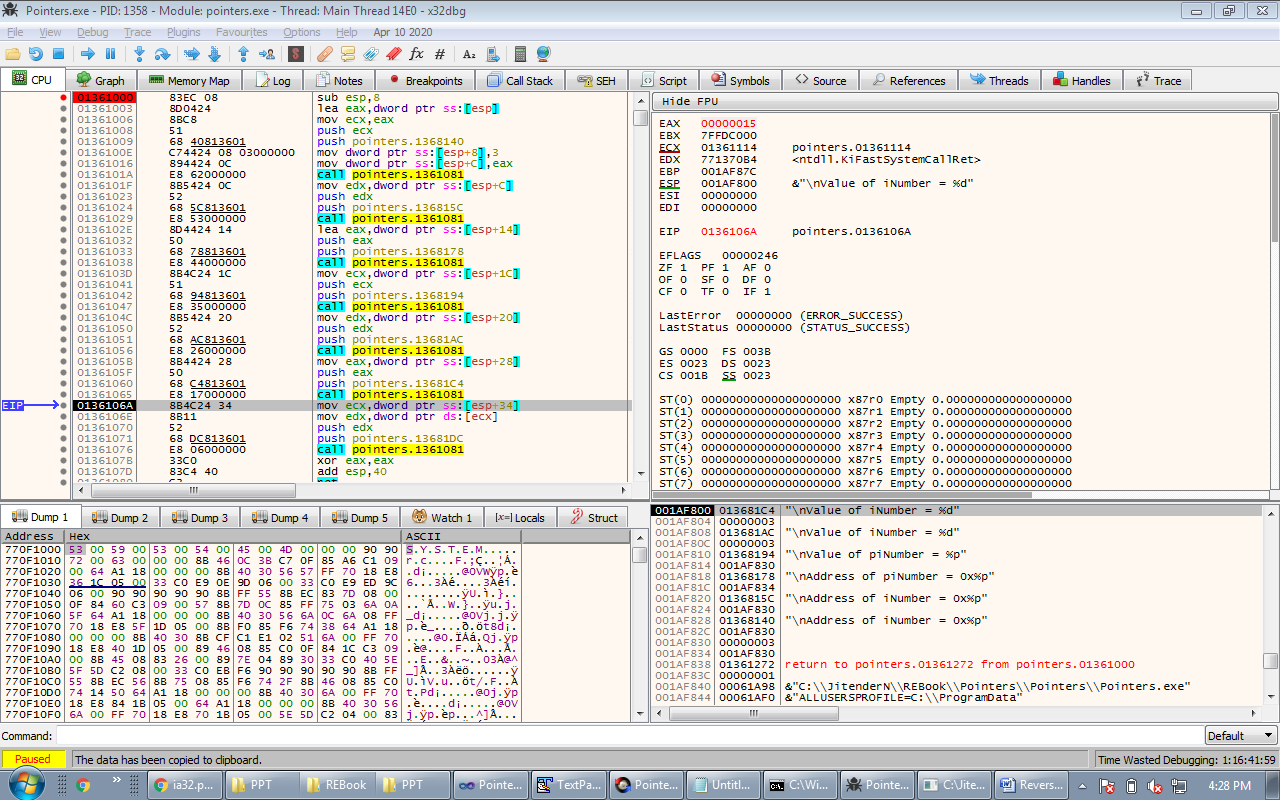 Pointers.exe - PID: 1358 - Module: pointers.exe - Thread: Main Thread 14E0 - x32dbg
File View Debug Trace Plugins Favourites Options Help Apr 10 2020
CPU Graph Memory Map Log Notes Breakpoints Call Stack SEH Script Symbols Source References Threads Handles Trace
01361000 83EC 08 sub esp,8
01361003 8D0424 lea eax,dword ptr ss:[esp]
01361006 8BC8 mov ecx,eax
01361008 51 push ecx
01361009 68 40813601 push pointers.1368140
0136100E C74424 08 03000000 mov dword ptr ss:[esp+8],3
01361016 894424 0C mov dword ptr ss:[esp+C],eax
0136101A E8 62000000 call pointers.1361081
0136101F 8B5424 0C mov edx,dword ptr ss:[esp+C]
01361023 52 push edx
01361024 68 5C813601 push pointers.136815C
01361029 E8 53000000 call pointers.1361081
0136102E 8D4424 14 lea eax,dword ptr ss:[esp+14]
01361032 50 push eax
01361033 68 78813601 push pointers.1368178
01361038 E8 44000000 call pointers.1361081
0136103D 8B4C24 1C mov ecx,dword ptr ss:[esp+1C]
01361041 51 push ecx
01361042 68 94813601 push pointers.1368194
01361047 E8 35000000 call pointers.1361081
0136104C 8B5424 20 mov edx,dword ptr ss:[esp+20]
01361050 52 push edx
01361051 68 AC813601 push pointers.13681AC
01361056 E8 26000000 call pointers.1361081
0136105B 8B4424 28 mov eax,dword ptr ss:[esp+28]
0136105F 50 push eax
01361060 68 C4813601 push pointers.13681C4
01361065 E8 17000000 call pointers.1361081
EIP 0136106A 8B4C24 34 mov ecx,dword ptr ss:[esp+34]
0136106E 8B11 mov edx,dword ptr ds:[ecx]
01361070 52 push edx
01361071 68 DC813601 push pointers.13681DC
01361076 E8 06000000 call pointers.1361081
0136107B 33C0 xor eax,eax
0136107D 83C4 40 add esp,40
Hide FPU
EAX 00000015
EBX 7FFDC000
ECX 01361114 pointers.01361114
EDX 771370B4 <ntdll.KiFastSystemCallRet>
EBP 001AF87C
ESP 001AF800 &"\nValue of iNumber = %d"
ESI 00000000
EDI 00000000
EIP 0136106A pointers.0136106A
EFLAGS 00000246
ZF 1 PF 1 AF 0
OF 0 SF 0 DF 0
CF 0 TF 0 IF 1
LastError 00000000 (ERROR_SUCCESS)
LastStatus 00000000 (STATUS_SUCCESS)
GS 0000 FS 003B
ES 0023 DS 0023
CS 001B SS 0023
ST(0) 00000000000000000000 x87r0 Empty 0.000000000000000000
ST(1) 00000000000000000000 x87r1 Empty 0.000000000000000000
ST(2) 00000000000000000000 x87r2 Empty 0.000000000000000000
ST(3) 00000000000000000000 x87r3 Empty 0.000000000000000000
ST(4) 00000000000000000000 x87r4 Empty 0.000000000000000000
ST(5) 00000000000000000000 x87r5 Empty 0.000000000000000000
ST(6) 00000000000000000000 x87r6 Empty 0.000000000000000000
ST(7) 00000000000000000000 x87r7 Empty 0.000000000000000000
Dump 1 Dump 2 Dump 3 Dump 4 Dump 5 Watch 1 Locals Struct
Address Hex ASCII
770F1000 53 00 59 00 53 00 54 00 45 00 4D 00 00 00 90 90 S.Y.S.T.E.M.....
770F1010 72 00 63 00 00 00 8B 46 0C 3B C7 0F 85 A6 C1 09
770F1020 00 64 A1 18 00 00 00 8B 40 30 56 57 FF 70 18 E8
770F1030 36 1C 05 00 33 C0 E9 0E 9D 06 00 33 C0 E9 ED 9C
770F1040 06 00 90 90 90 90 90 8B FF 55 8B EC 83 7D 08 00
770F1050 0F 84 60 C3 09 00 57 8B 7D 0C 85 FF 75 03 6A 0A
770F1060 5F 64 A1 18 00 00 00 8B 40 30 56 6A 0C 6A 08 FF
770F1070 70 18 E8 5F 1D 05 00 8B F0 85 F6 74 38 64 A1 18
770F1080 00 00 00 8B 40 30 8B CF C1 E1 02 51 6A 00 FF 70
770F1090 18 E8 40 1D 05 00 89 46 08 85 C0 0F 84 1C C3 09
770F10A0 00 8B 45 08 83 26 00 89 7E 04 89 30 33 C0 40 5E
770F10B0 5F 5D C2 08 00 33 C0 EB F6 90 90 90 90 90 8B FF
770F10C0 55 8B EC 56 8B 75 08 85 F6 74 2F 8B 46 08 85 C0
770F10D0 74 14 50 64 A1 18 00 00 00 8B 40 30 6A 00 FF 70
770F10E0 18 E8 84 1B 05 00 64 A1 18 00 00 00 8B 40 30 56
770F10F0 6A 00 FF 70 18 E8 70 1B 05 00 5E 5D C2 04 00 83
001AF800 013681C4 "\nValue of iNumber = %d"
001AF804 00000003
001AF808 013681AC "\nValue of iNumber = %d"
001AF80C 00000003
001AF810 01368194 "\nValue of piNumber = %p"
001AF814 001AF830
001AF818 01368178 "\nAddress of piNumber = 0x%p"
001AF81C 001AF834
001AF820 0136815C "\nAddress of iNumber = 0x%p"
001AF824 001AF830
001AF828 01368140 "\nAddress of iNumber = 0x%p"
001AF82C 001AF830
001AF830 00000003
001AF834 001AF830
001AF838 01361272 return to pointers.01361272 from pointers.01361000
001AF83C 00000001
001AF840 00061A98 &"C:\\JitenderN\\REBook\\Pointers\\Pointers\\Pointers.exe"
001AF844 00061AF0 &"ALLUSERSPROFILE=C:\\ProgramData"
Command: Default
Paused The data has been copied to clipboard. Time Wasted Debugging: 1:16:41:59
ia32.p... PPT REBook PPT Pointe... TextPa... Pointe... Untitl... C:\Wi... Pointe... C:\Jite... Revers... 4:28 PM